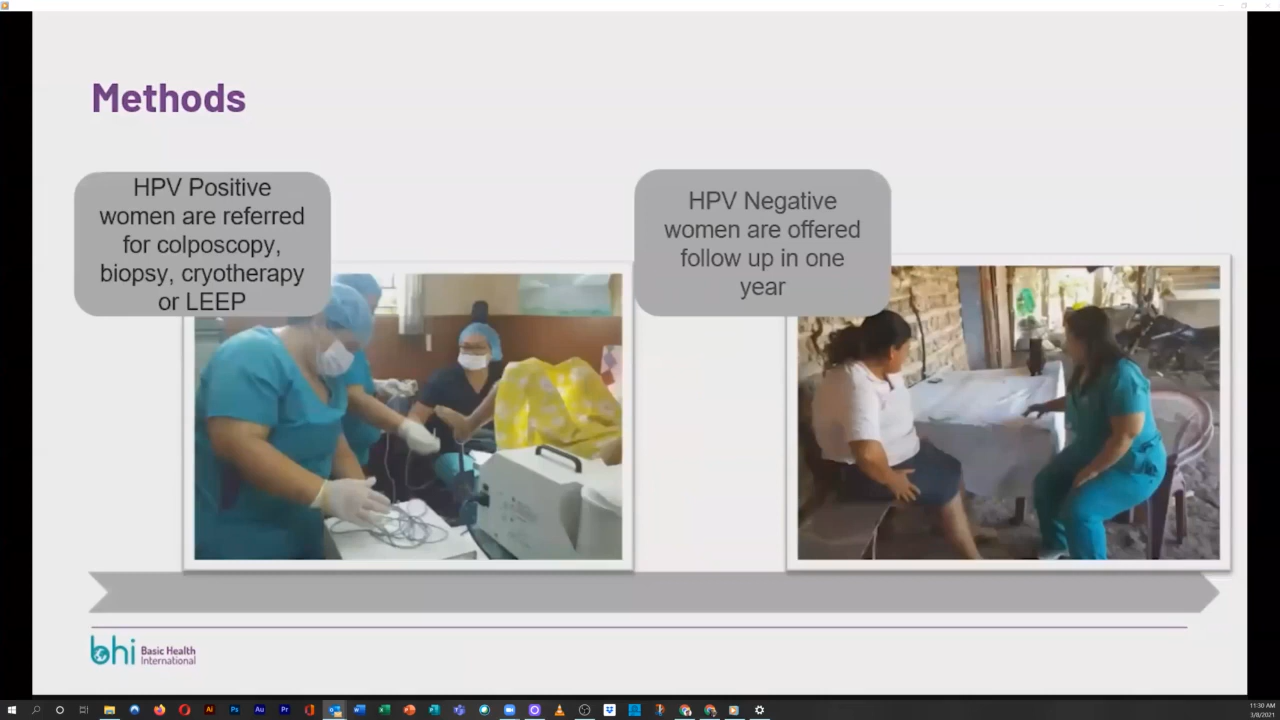 Methods
HPV Positive
women are referred
for colposcopy,
biopsy, cryotherapy
or LEEP
HPV Negative
women are offered
follow up in one
year
bhi
Basic Health
International
11:30 AM
3/8/2021